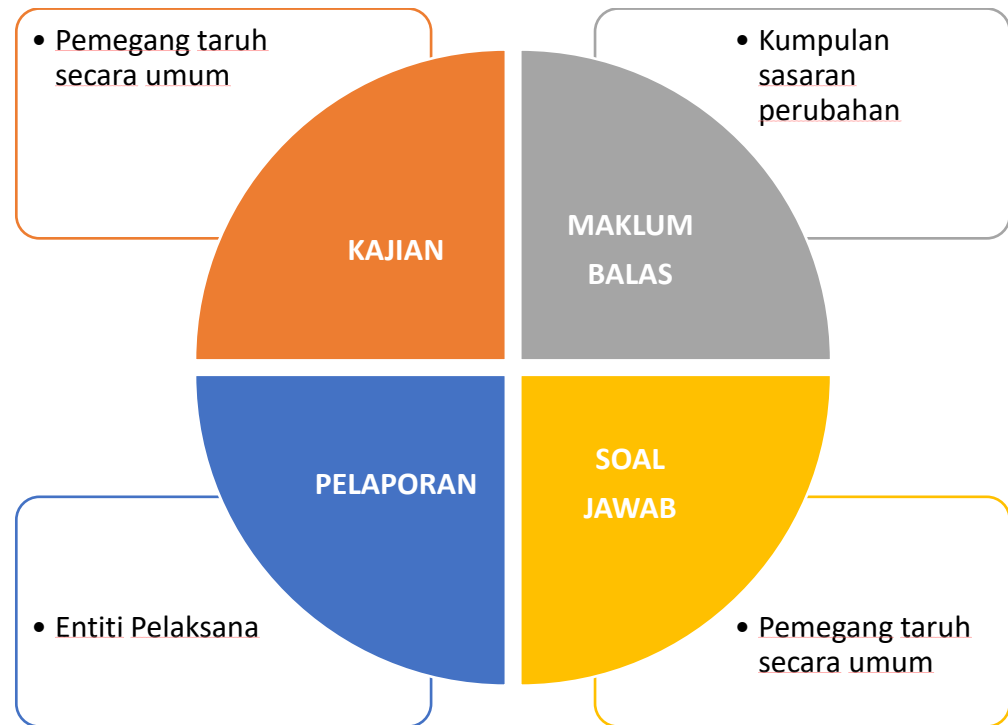 • Pemegang taruh
secara umum
• Kumpulan
sasaran
perubahan
KAJIAN
MAKLUM
BALAS
PELAPORAN
SOAL
JAWAB
• Entiti Pelaksana
• Pemegang taruh
secara umum